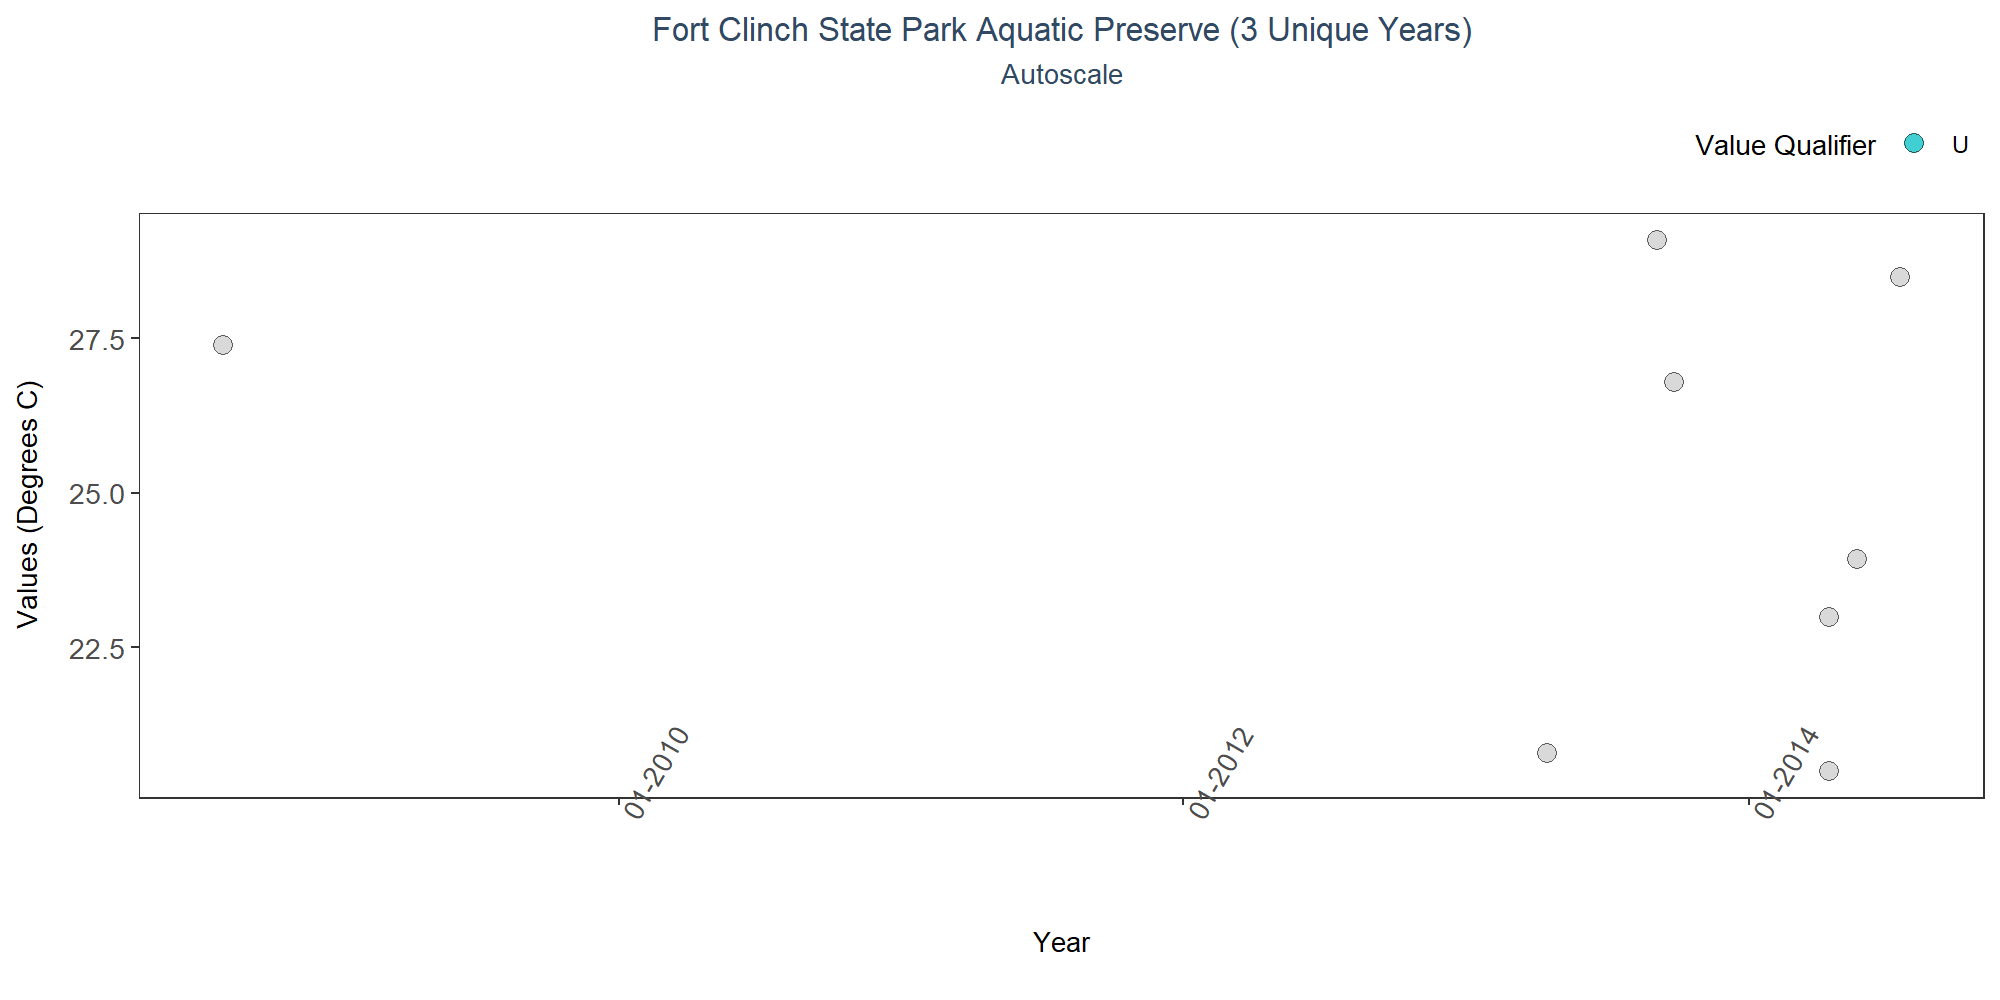 Fort Clinch State Park Aquatic Preserve (3 Unique Years)
Autoscale
Value Qualifier U
Values (Degrees C)
27.5
25.0
22.5
01-2010
01-2012
01-2014
Year